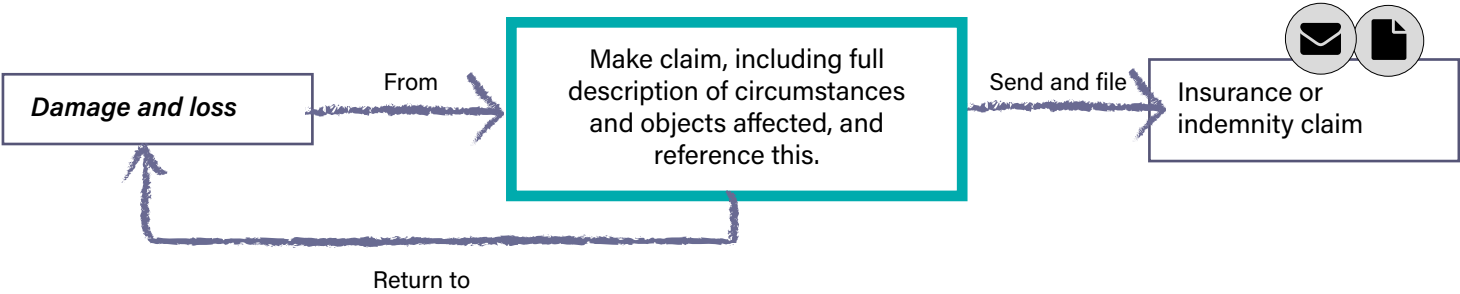 Damage and loss
From
Make claim, including full
description of circumstances
and objects affected, and
reference this.
Send and file
Insurance or
indemnity claim
Return to